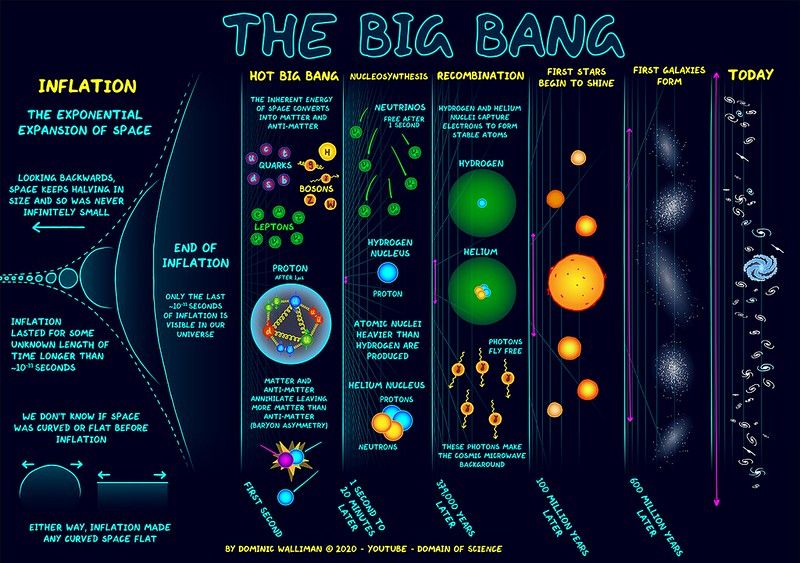 THE BIG BANG
INFLATION
THE EXPONENTIAL
EXPANSION OF SPACE
LOOKING BACKWARDS,
SPACE KEEPS HALVING IN
SIZE AND SO WAS NEVER
INFINITELY SMALL
INFLATION
LASTED FOR SOME
UNKNOWN LENGTH OF
TIME LONGER THAN
SECONDS
WE DON'T KNOW IF SPACE
WAS CURVED OR FLAT BEFORE
INFLATION
EITHER WAY, INFLATION MADE
ANY CURVED SPACE FLAT
END OF
INFLATION
ONLY THE LAST
SECONDS
OF INFLATION IS
VISIBLE IN OUR
UNIVERSE
HOT BIG BANG
THE INHERENT ENERGY
OF SPACE CONVERTS
INTO MATTER AND
ANTI-MATTER
U C T
QUARKS
D S B
H
g
BOSONS
Z W
LEPTONS
PROTON
AFTER 1μs
MATTER AND
ANTI-MATTER
ANNIHILATE LEAVING
MORE MATTER THAN
ANTI-MATTER
(BARYON ASYMMETRY)
FIRST SECOND
NUCLEOSYNTHESIS
NEUTRINOS
FREE AFTER
1 SECOND
HYDROGEN
NUCLEUS
PROTON
ATOMIC NUCLEI
HEAVIER THAN
HYDROGEN ARE
PRODUCED
HELIUM NUCLEUS
PROTONS
NEUTRONS
1 SECOND TO
20 MINUTES
LATER
RECOMBINATION
HYDROGEN AND HELIUM
NUCLEI CAPTURE
ELECTRONS TO FORM
STABLE ATOMS
HYDROGEN
HELIUM
PHOTONS
FLY FREE
THESE PHOTONS MAKE
THE COSMIC MICROWAVE
BACKGROUND
YEARS
LATER
FIRST STARS
BEGIN TO SHINE
100 MILLION YEARS
LATER
FIRST GALAXIES
FORM
600 MILLION YEARS
LATER
TODAY
BY DOMINIC WALLIMAN © 2020 - YOUTUBE - DOMAIN OF SCIENCE